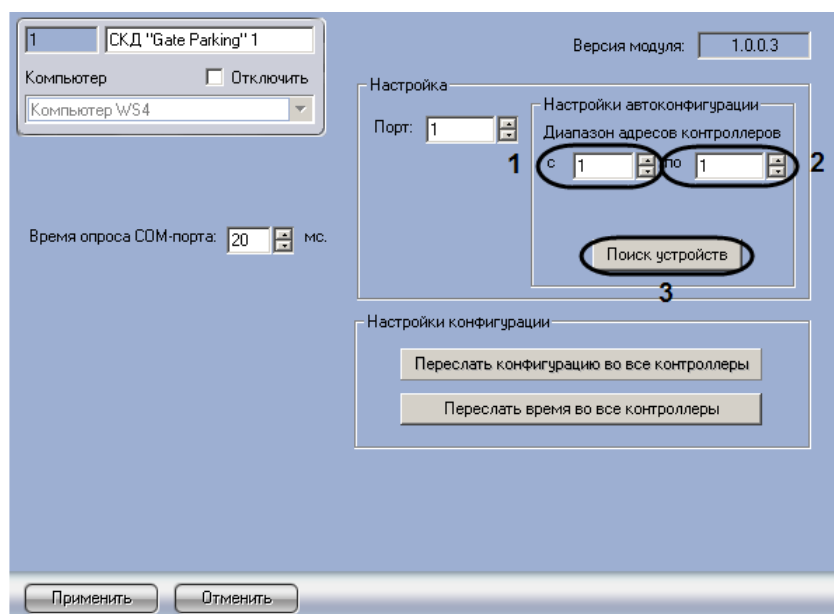 1 СКД "Gate Parking" 1
Компьютер Отключить
Компьютер WS4
Версия модуля: 1.0.0.3
Настройка
Порт: 1
Настройки автоконфигурации
Диапазон адресов контроллеров
1 с 1 по 1 2
Поиск устройств
3
Время опроса COM-порта: 20 мс.
Настройки конфигурации
Переслать конфигурацию во все контроллеры
Переслать время во все контроллеры
Применить Отменить